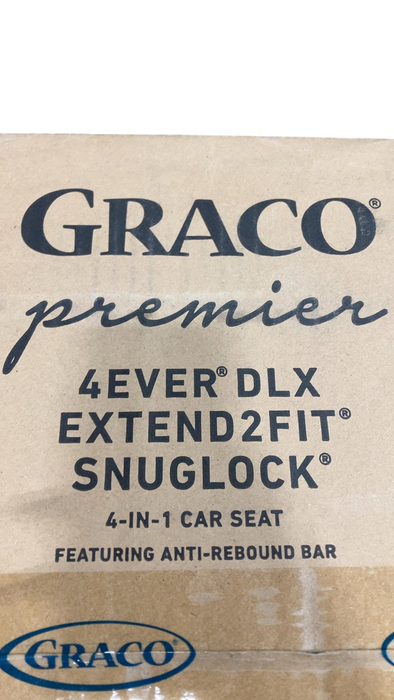 GRACO®
premier
4EVER® DLX
EXTEND2FIT®
SNUGLOCK®
4-IN-1 CAR SEAT
FEATURING ANTI-REBOUND BAR
GRACO®